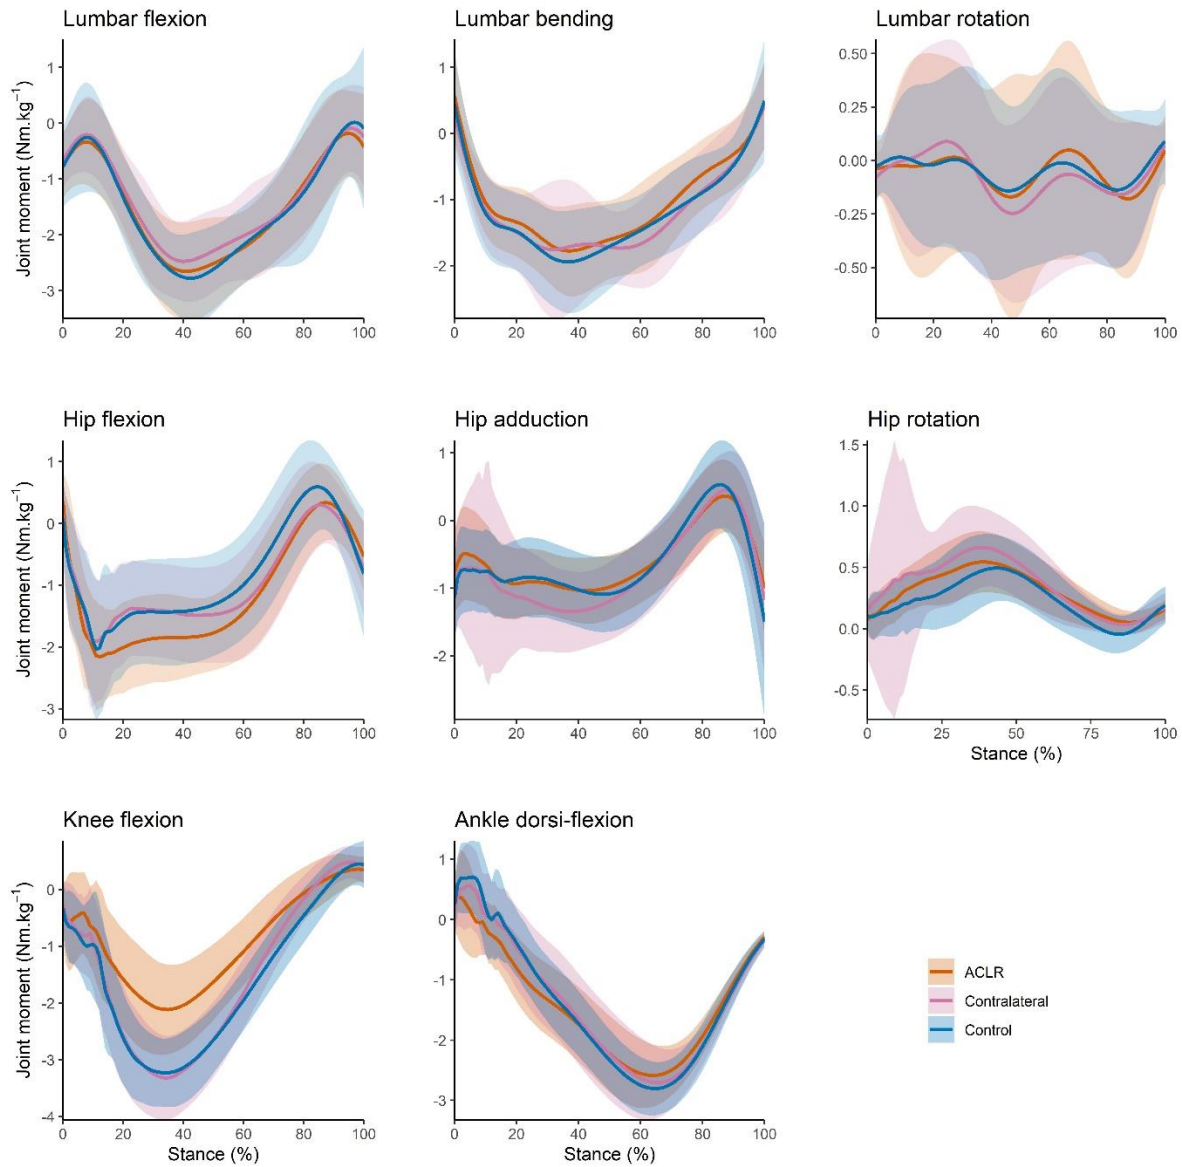 Lumbar flexion
Lumbar bending
Lumbar rotation
Joint moment (Nm.kg⁻¹)
1
0
-1
-2
-3
0 20 40 60 80 100
1
0
-1
-2
0 20 40 60 80 100
0.50
0.25
0.00
-0.25
-0.50
0 20 40 60 80 100
Hip flexion
Hip adduction
Hip rotation
Joint moment (Nm.kg⁻¹)
1
0
-1
-2
-3
0 20 40 60 80 100
1
0
-1
-2
0 20 40 60 80 100
1.5
1.0
0.5
0.0
-0.5
0 25 50 75 100
Stance (%)
Knee flexion
Ankle dorsi-flexion
Joint moment (Nm.kg⁻¹)
0
-1
-2
-3
-4
0 20 40 60 80 100
Stance (%)
1
0
-1
-2
-3
0 20 40 60 80 100
Stance (%)
ACLR
Contralateral
Control